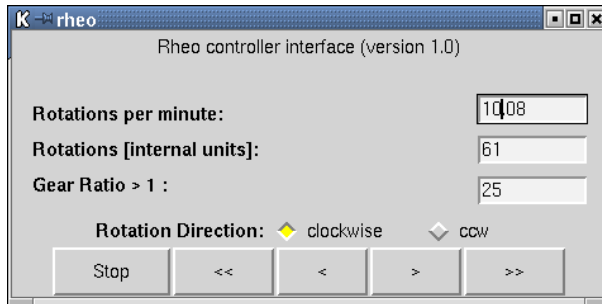 rheo
Rheo controller interface (version 1.0)
Rotations per minute: 10.08
Rotations [internal units]: 61
Gear Ratio > 1 : 25
Rotation Direction: clockwise ccw
Stop << < > >>